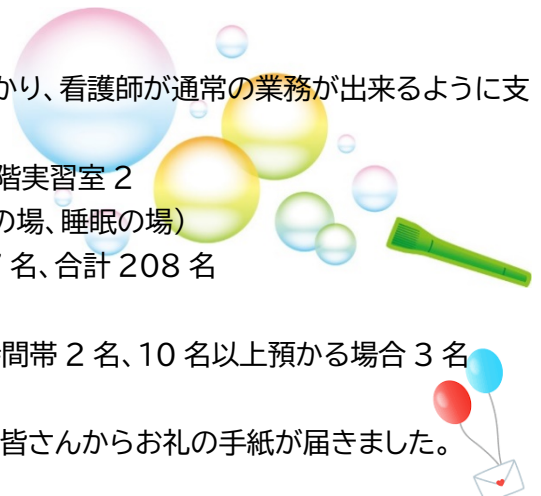 かり、看護師が通常の業務が出来るように支
階実習室 2
の場、睡眠の場)
名、合計 208 名
間帯 2 名、10 名以上預かる場合 3 名
皆さんからお礼の手紙が届きました。